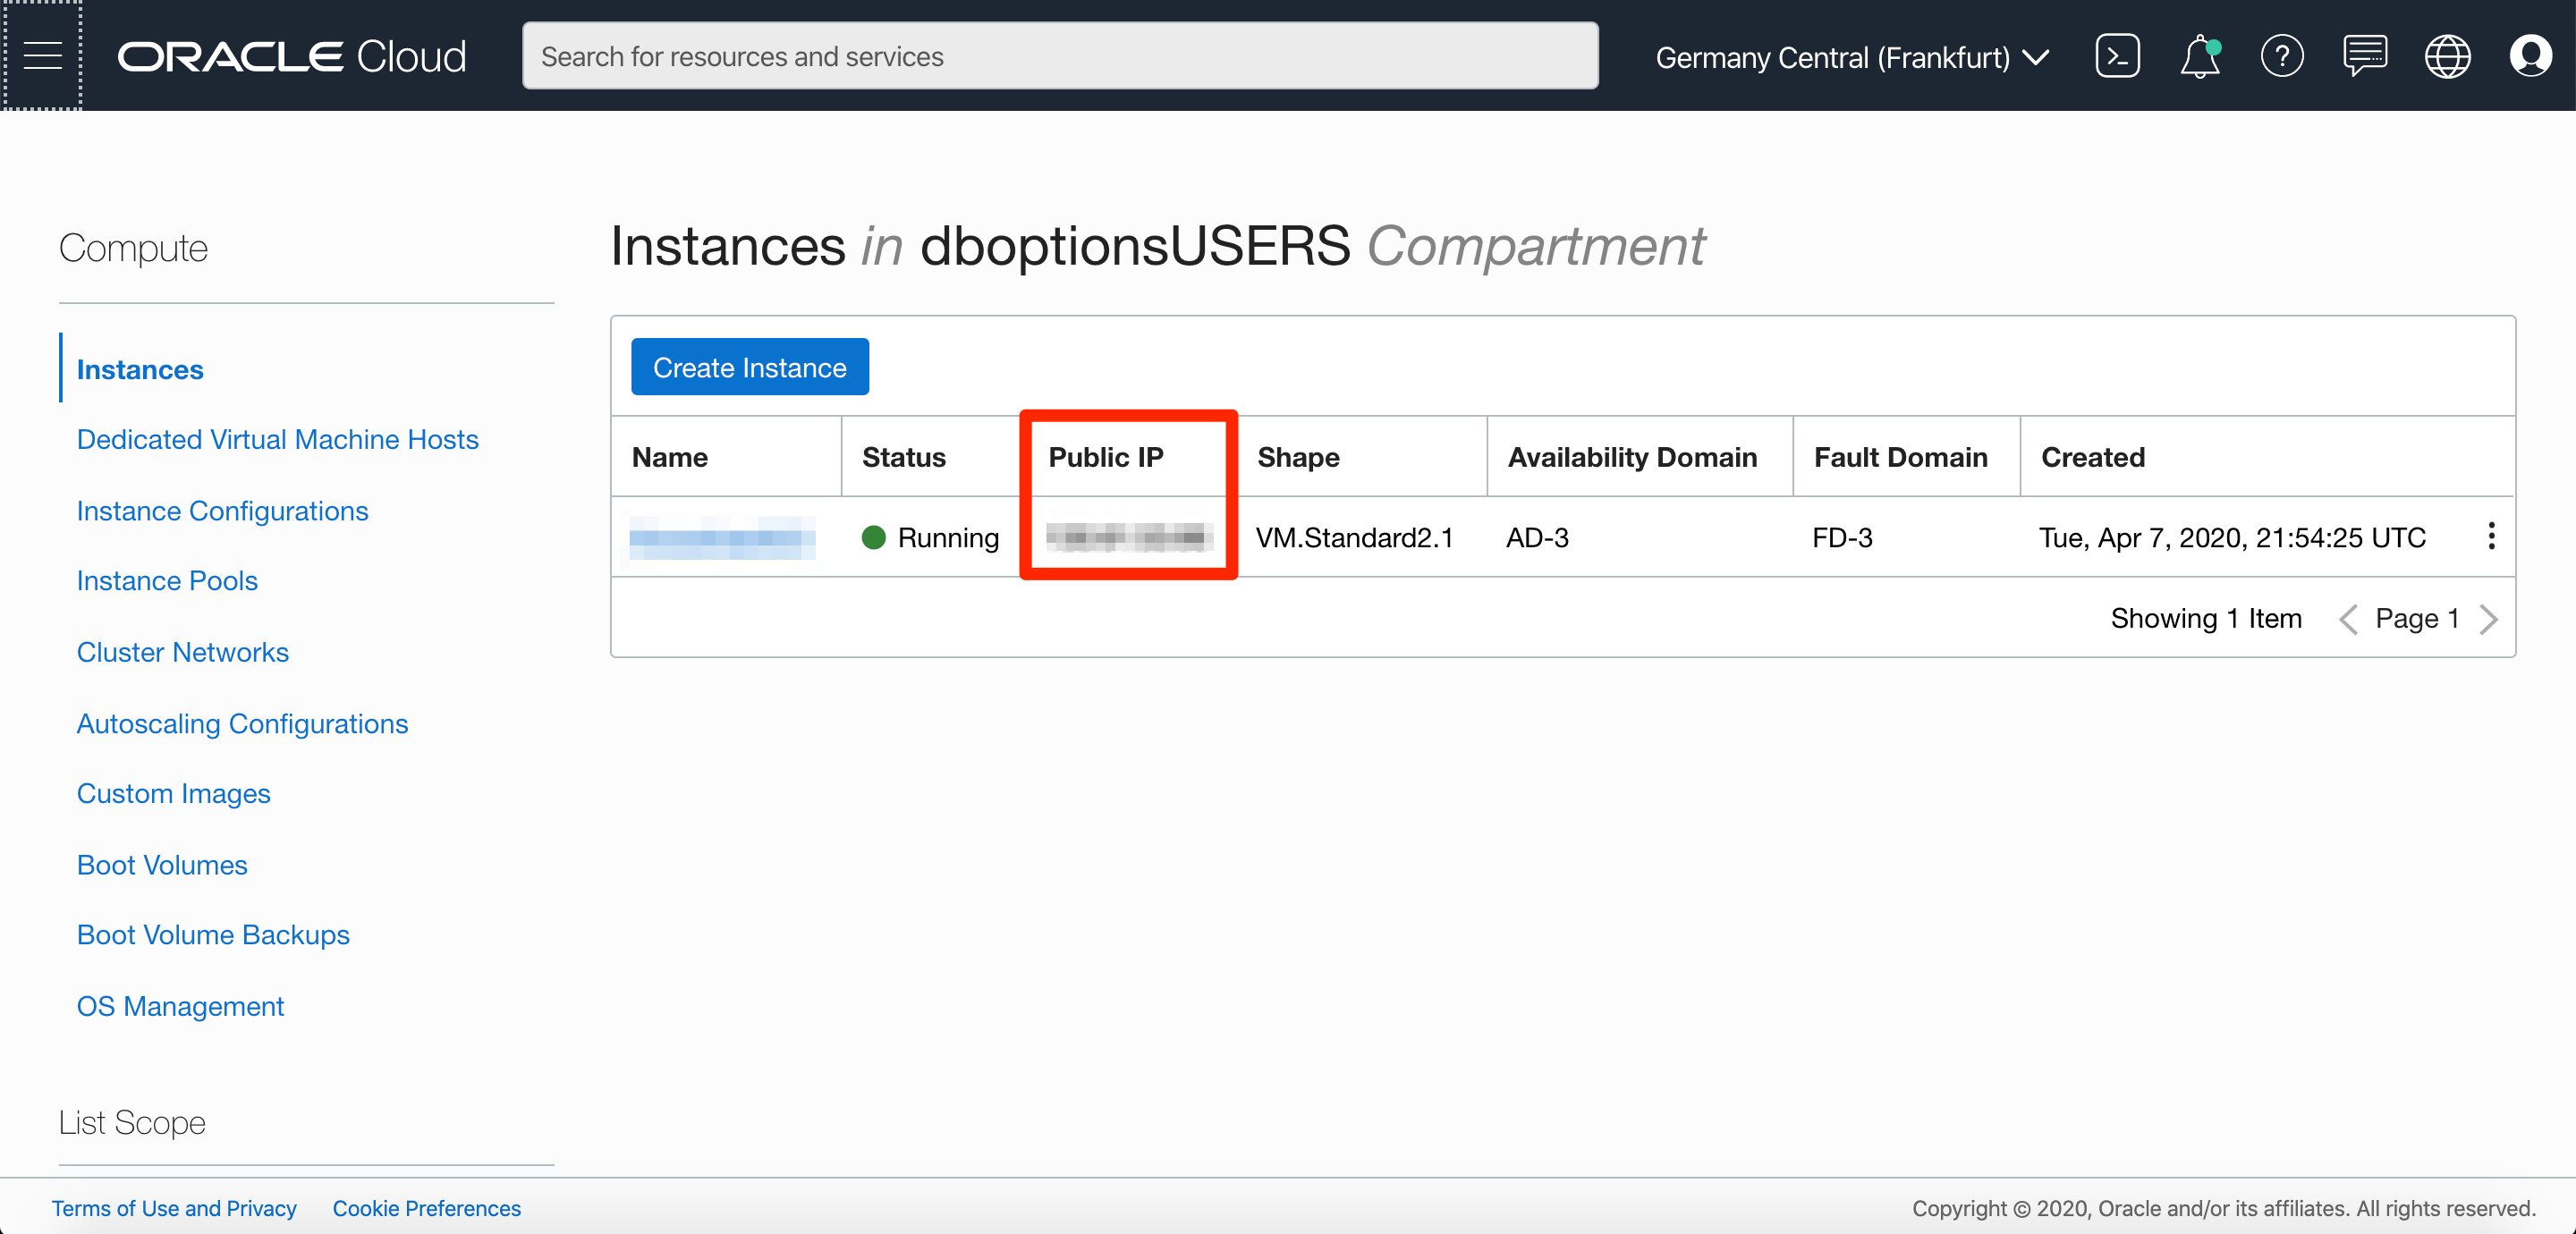 ORACLE Cloud
Search for resources and services
Germany Central (Frankfurt)
Compute
Instances
Dedicated Virtual Machine Hosts
Instance Configurations
Instance Pools
Cluster Networks
Autoscaling Configurations
Custom Images
Boot Volumes
Boot Volume Backups
OS Management
List Scope
Instances in dboptionsUSERS Compartment
Create Instance
Name Status Public IP Shape Availability Domain Fault Domain Created
Running VM.Standard2.1 AD-3 FD-3 Tue, Apr 7, 2020, 21:54:25 UTC
Showing 1 Item Page 1
Terms of Use and Privacy Cookie Preferences
Copyright © 2020, Oracle and/or its affiliates. All rights reserved.